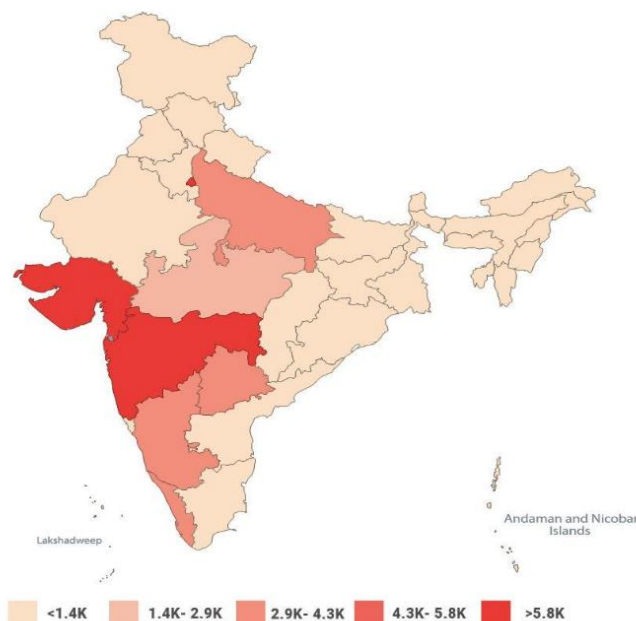 Andaman and Nicobar
Islands
Lakshadweep
<1.4K 1.4K- 2.9K 2.9K- 4.3K 4.3K- 5.8K >5.8K